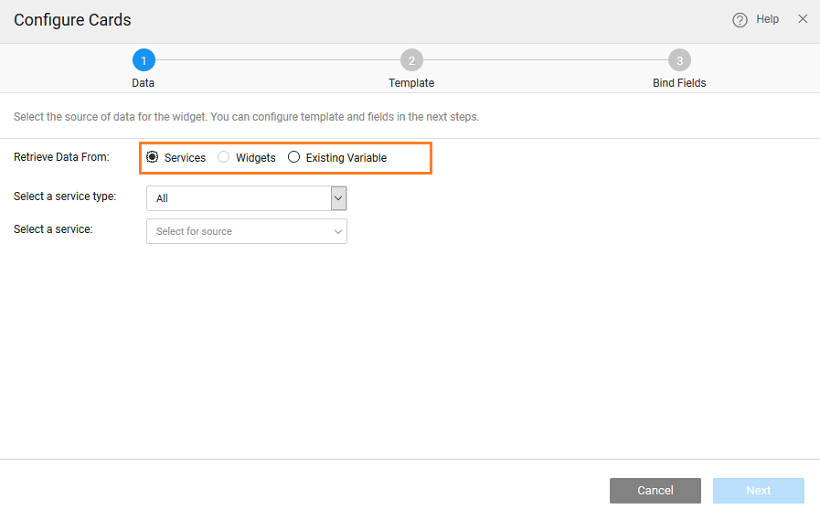 Configure Cards
? Help ×
1 2 3
Data Template Bind Fields
Select the source of data for the widget. You can configure template and fields in the next steps.
Retrieve Data From: Services Widgets Existing Variable
Select a service type: All
Select a service: Select for source
Cancel Next